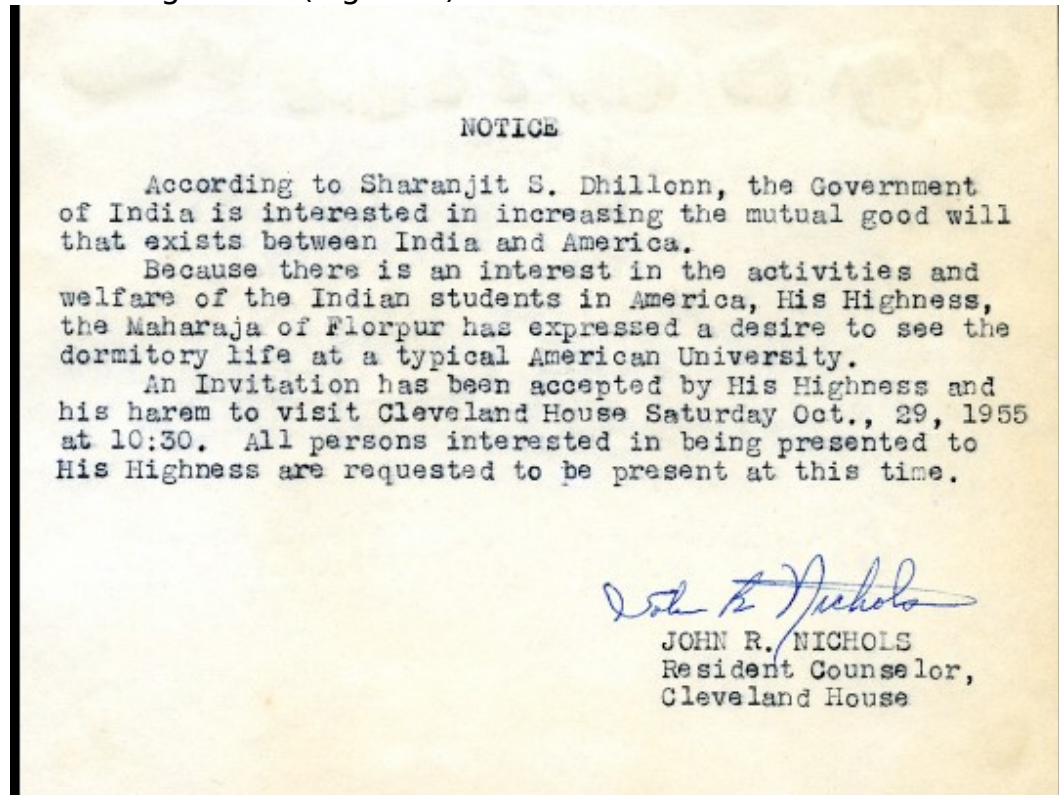 NOTICE
According to Sharanjit S. Dhillonn, the Government
of India is interested in increasing the mutual good will
that exists between India and America.
Because there is an interest in the activities and
welfare of the Indian students in America, His Highness,
the Maharaja of Florpur has expressed a desire to see the
dormitory life at a typical American University.
An Invitation has been accepted by His Highness and
his harem to visit Cleveland House Saturday Oct., 29, 1955
at 10:30. All persons interested in being presented to
His Highness are requested to be present at this time.
John R Nichols
JOHN R. NICHOLS
Resident Counselor,
Cleveland House